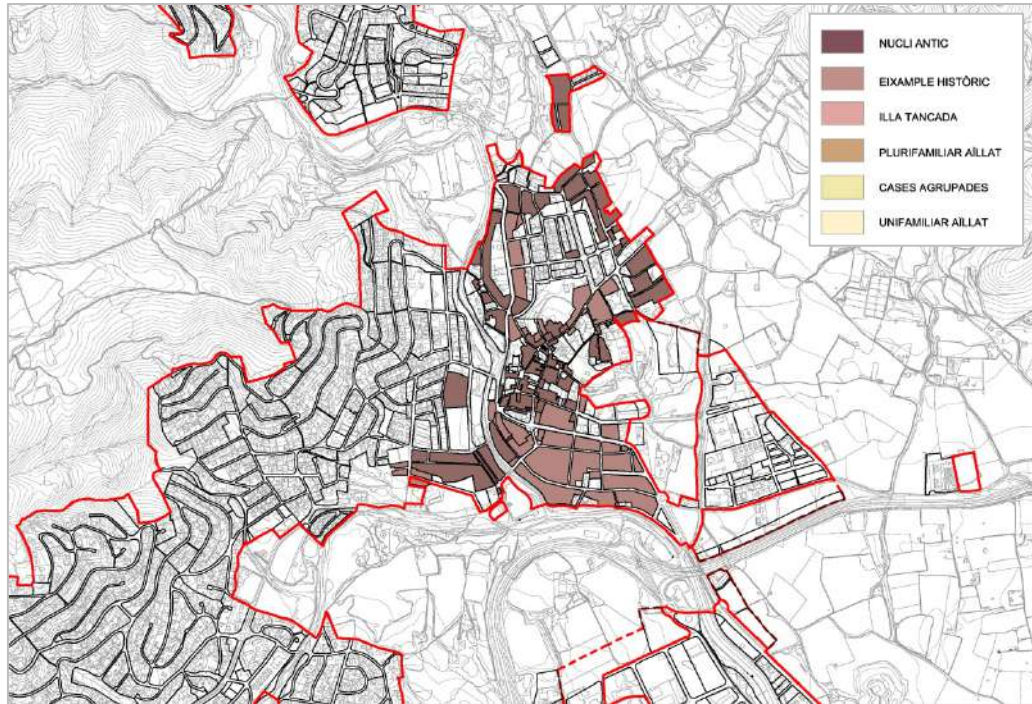 NUCLI ANTIC
EIXAMPLE HISTÒRIC
ILLA TANCADA
PLURIFAMILIAR AÏLLAT
CASES AGRUPADES
UNIFAMILIAR AÏLLAT